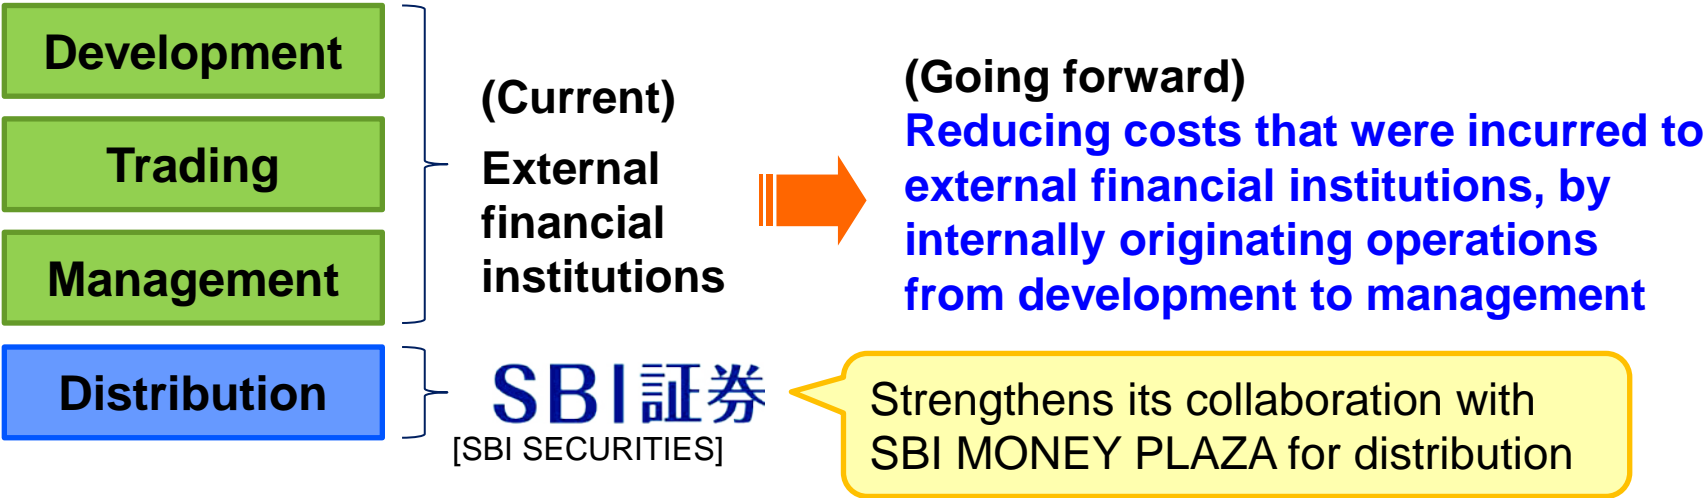 Development
Trading
Management
Distribution
(Current)
External
financial
institutions
(Going forward)
Reducing costs that were incurred to
external financial institutions, by
internally originating operations
from development to management
SBI証券
[SBI SECURITIES]
Strengthens its collaboration with
SBI MONEY PLAZA for distribution